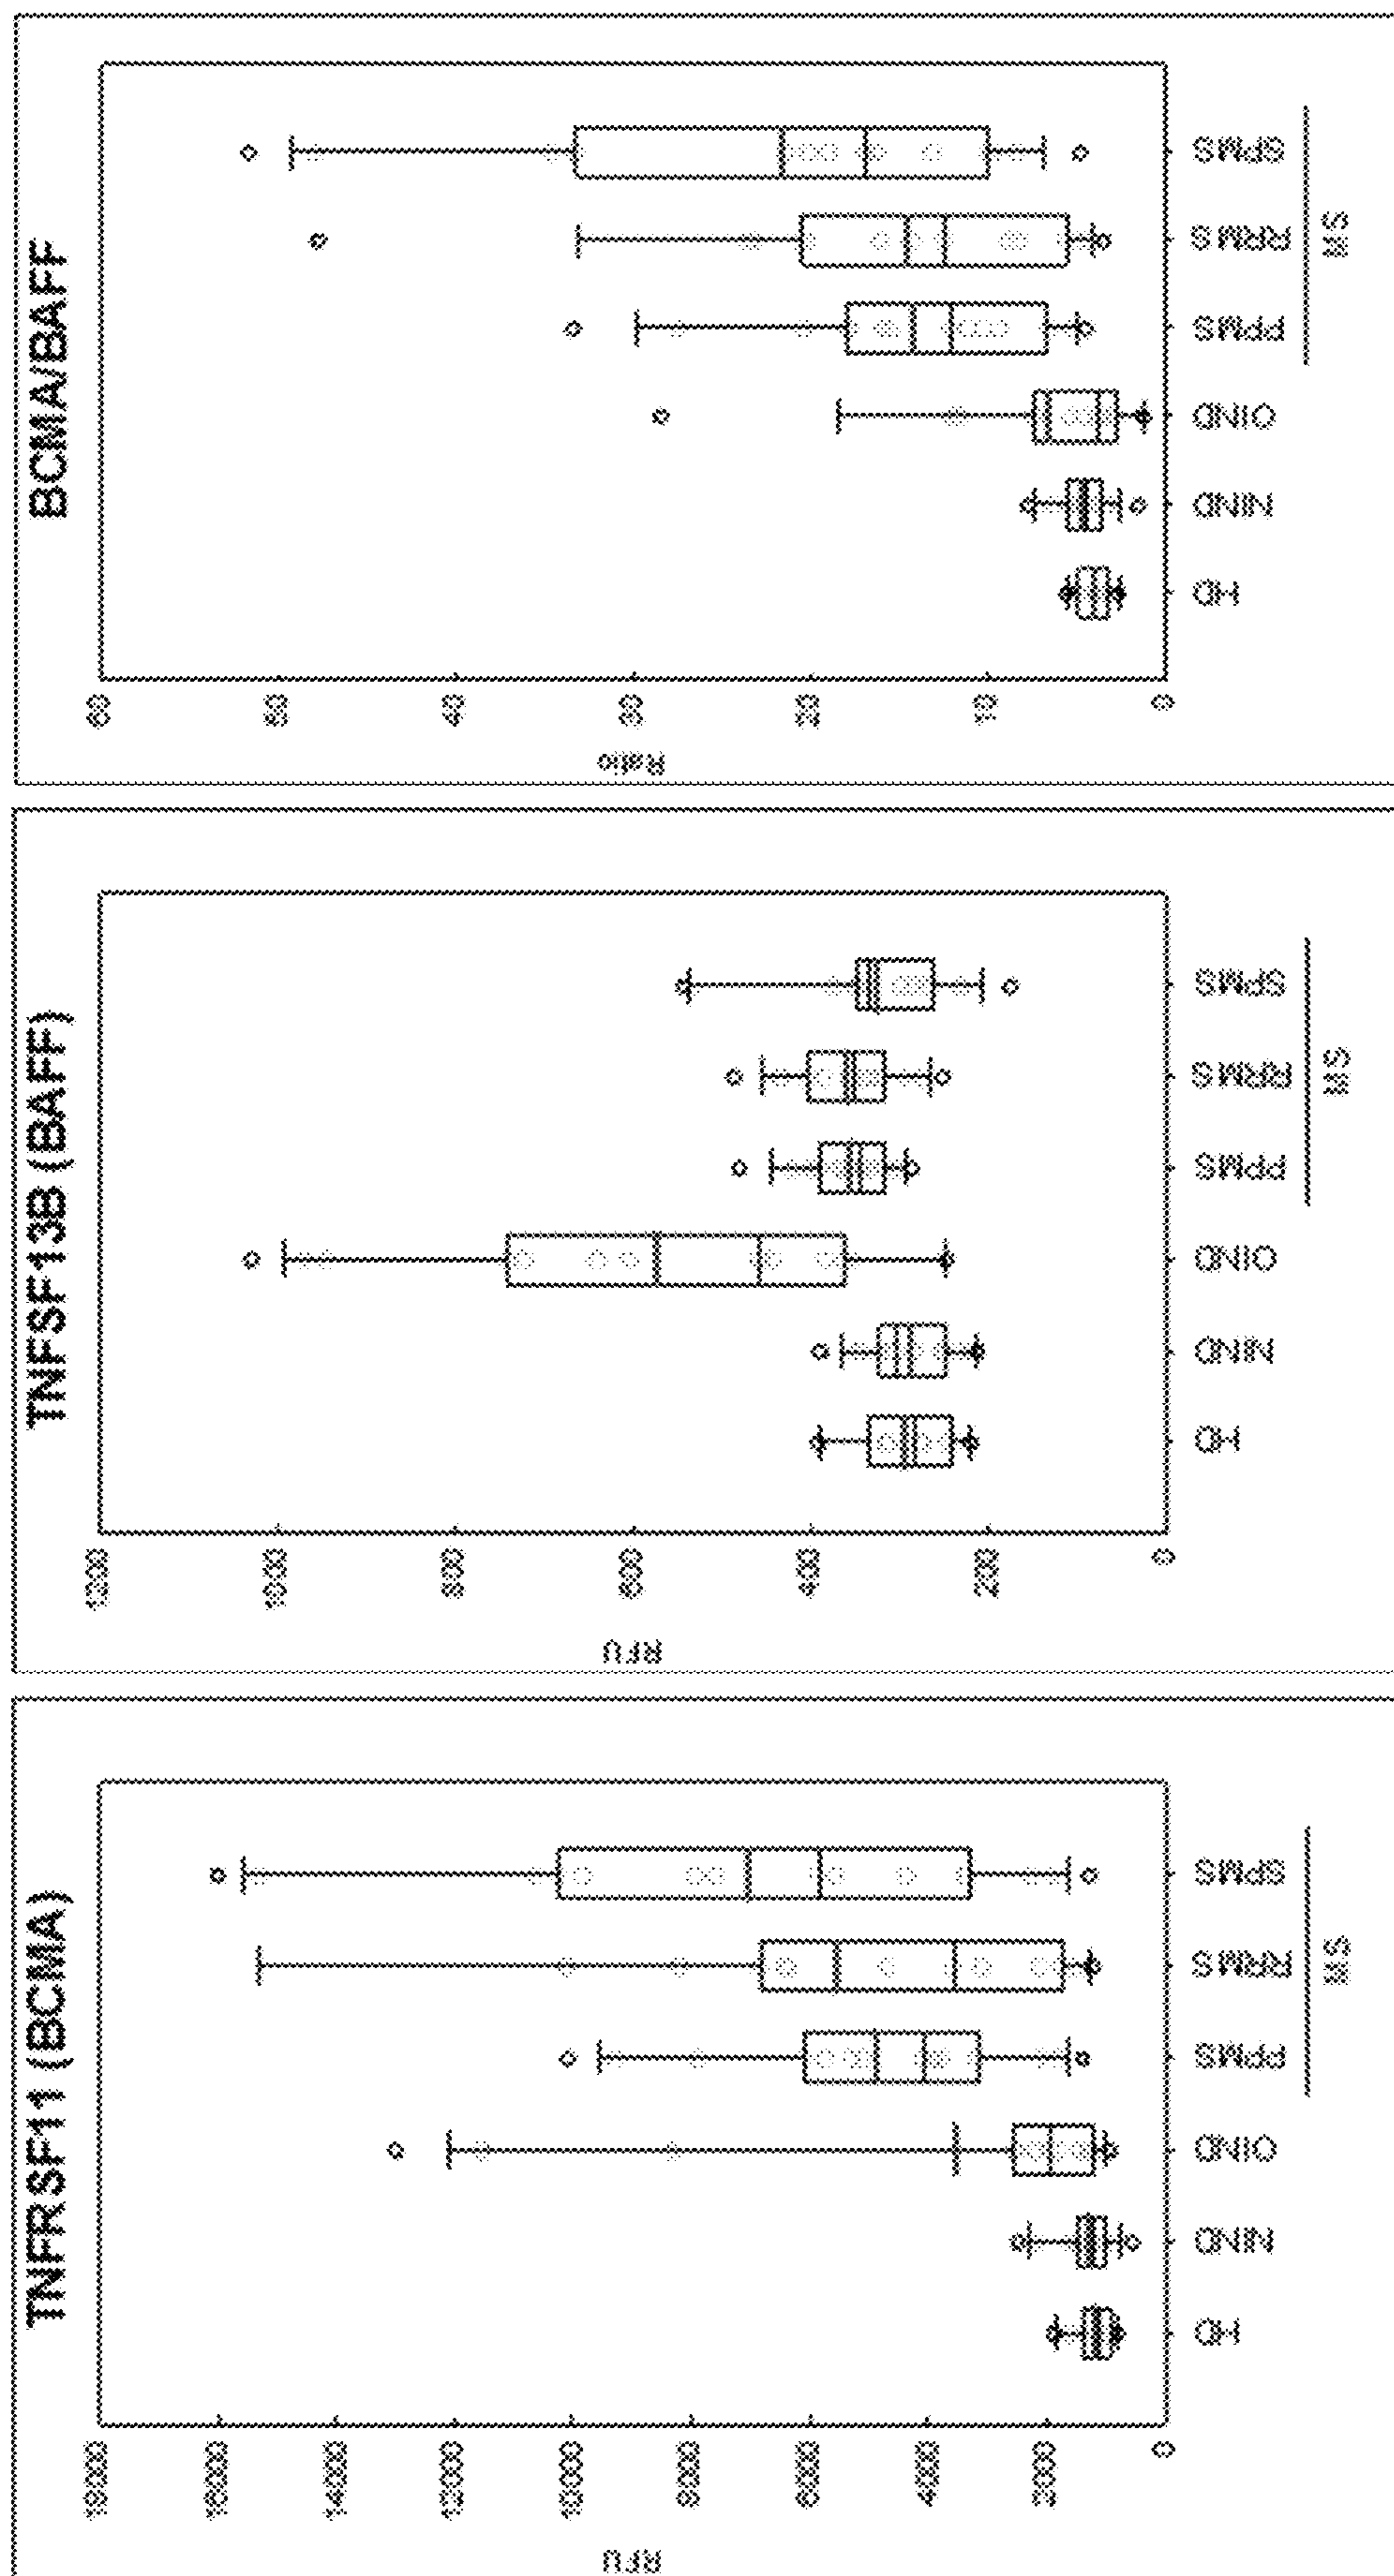 TNFRSF11 (BCMA)
RFU
18000
16000
14000
12000
10000
8000
6000
4000
2000
0
HD
NIND
OIND
PPMS
RRMS
SPMS
MS
TNFSF13B (BAFF)
RFU
1200
1000
800
600
400
200
0
HD
NIND
OIND
PPMS
RRMS
SPMS
MS
BCMA/BAFF
Ratio
60
50
40
30
20
10
0
HD
NIND
OIND
PPMS
RRMS
SPMS
MS